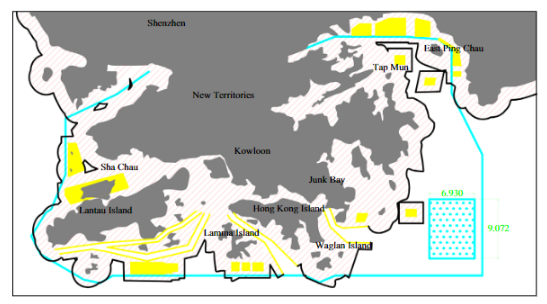 Shenzhen
East Ping Chau
Tap Mun
New Territories
Kowloon
Sha Chau
Junk Bay
6.930
Lantau Island
Hong Kong Island
9.072
Lamma Island
Waglan Island